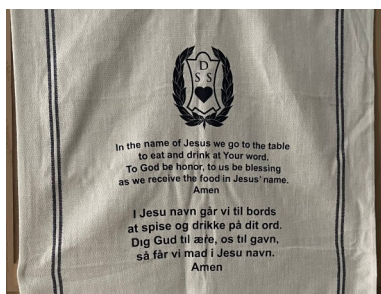 D
S S
In the name of Jesus we go to the table
to eat and drink at Your word.
To God be honor, to us be blessing
as we receive the food in Jesus' name.
Amen
I Jesu navn går vi til bords
at spise og drikke på dit ord.
Dig Gud til ære, os til gavn,
så får vi mad i Jesu navn.
Amen